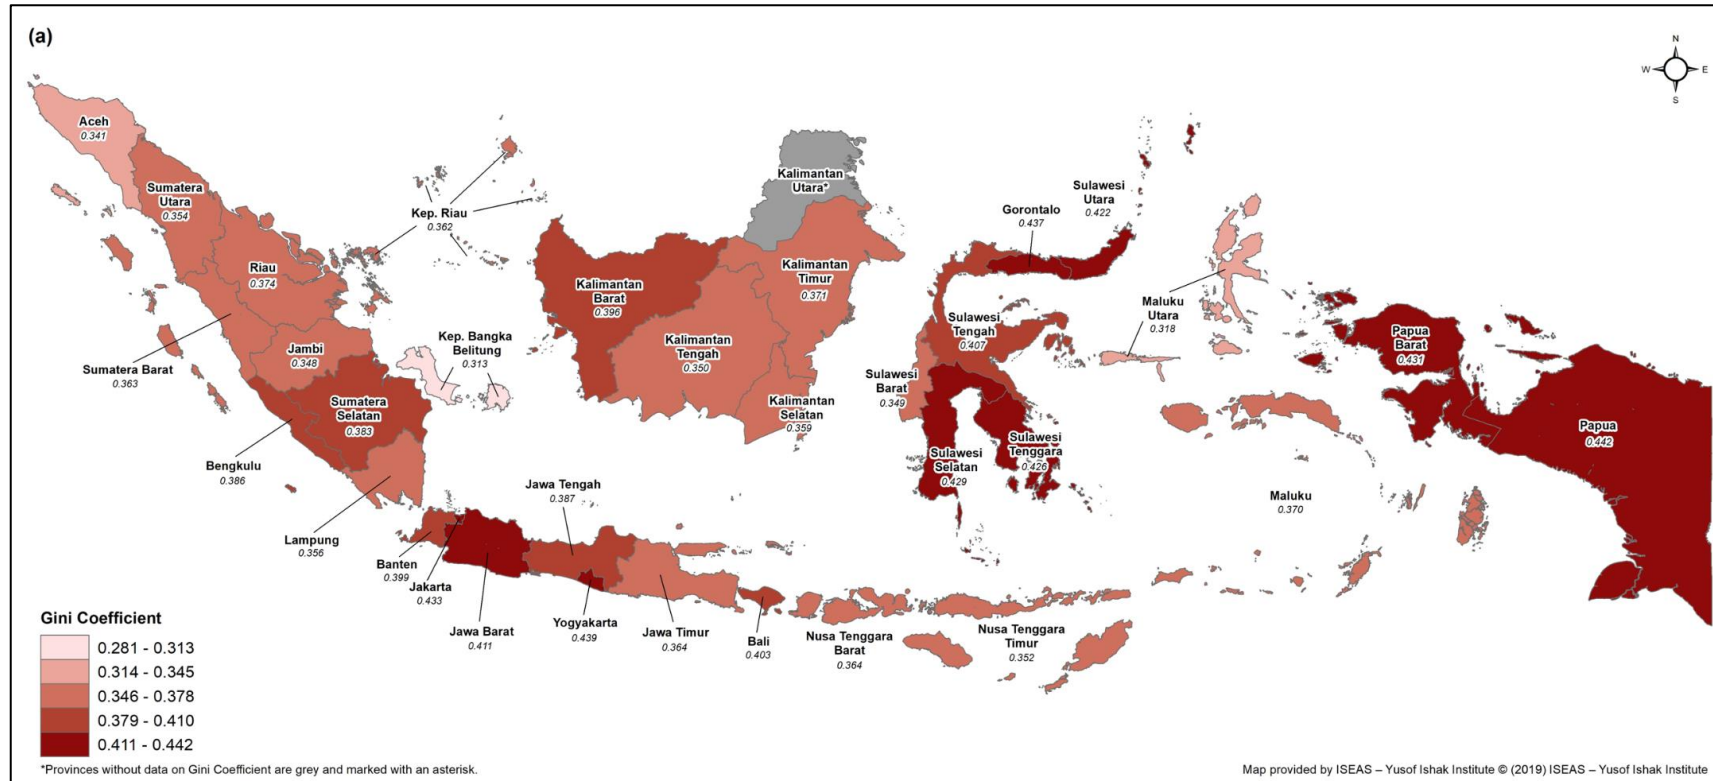 (a)
N
W
E
S
Aceh
0.341
Sumatera
Utara
0.354
Kep. Riau
0.362
Riau
0.374
Sumatera Barat
0.363
Jambi
0.348
Kep. Bangka
Belitung
0.313
Sumatera
Selatan
0.383
Bengkulu
0.386
Lampung
0.356
Kalimantan
Utara*
Kalimantan
Barat
0.396
Kalimantan
Timur
0.371
Kalimantan
Tengah
0.350
Kalimantan
Selatan
0.359
Sulawesi
Utara
0.422
Gorontalo
0.437
Sulawesi
Tengah
0.407
Sulawesi
Barat
0.349
Sulawesi
Selatan
0.429
Sulawesi
Tenggara
0.426
Maluku
Utara
0.318
Maluku
0.370
Papua
Barat
0.431
Papua
0.442
Banten
0.399
Jakarta
0.433
Jawa Barat
0.411
Jawa Tengah
0.387
Yogyakarta
0.439
Jawa Timur
0.364
Bali
0.403
Nusa Tenggara
Barat
0.364
Nusa Tenggara
Timur
0.352
Gini Coefficient
0.281 - 0.313
0.314 - 0.345
0.346 - 0.378
0.379 - 0.410
0.411 - 0.442
*Provinces without data on Gini Coefficient are grey and marked with an asterisk.
Map provided by ISEAS – Yusof Ishak Institute © (2019) ISEAS – Yusof Ishak Institute